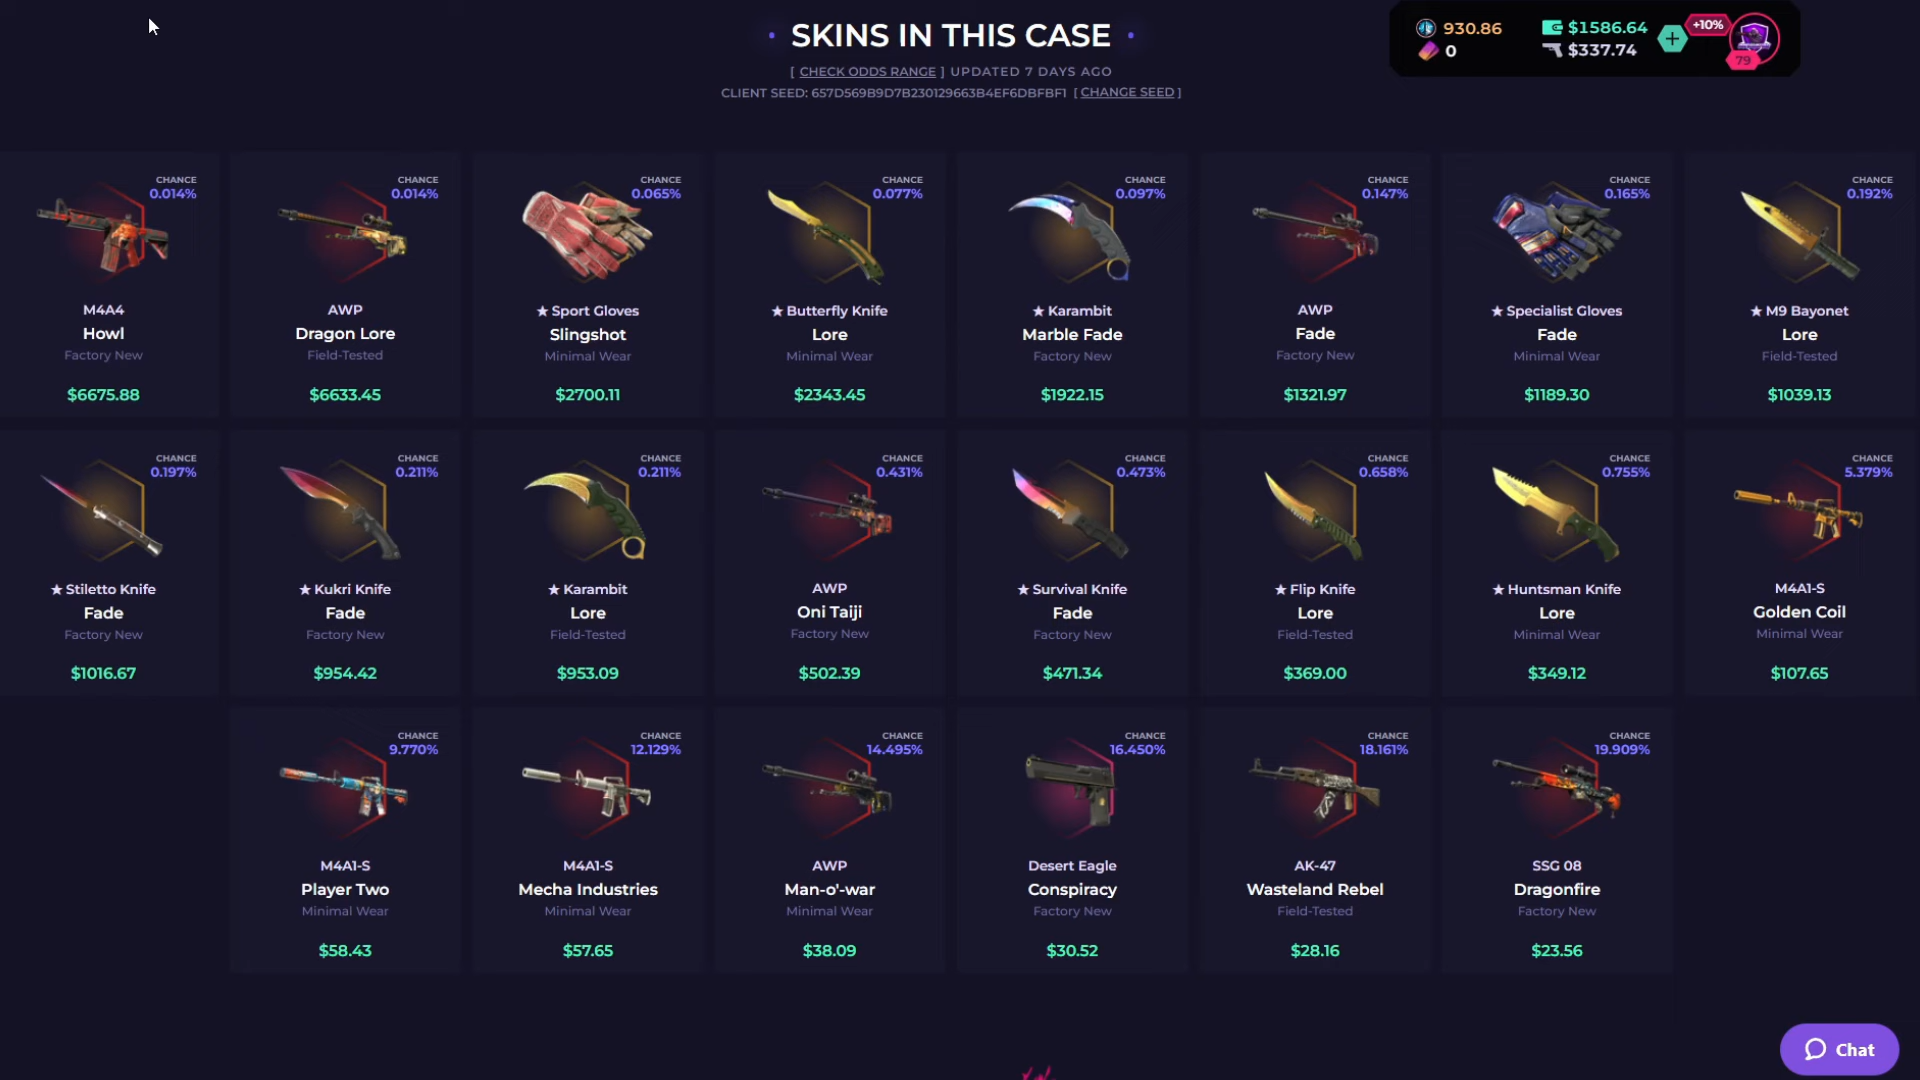 SKINS IN THIS CASE
[ CHECK ODDS RANGE ] UPDATED 7 DAYS AGO
CLIENT SEED: 657D569B9D7B230129663B4EF6DBFBF1 [ CHANGE SEED ]
930.86
0
$1586.64
$337.74
+10%
79
CHANCE
0.014%
M4A4
Howl
Factory New
$6675.88
CHANCE
0.014%
AWP
Dragon Lore
Field-Tested
$6633.45
CHANCE
0.065%
★ Sport Gloves
Slingshot
Minimal Wear
$2700.11
CHANCE
0.077%
★ Butterfly Knife
Lore
Minimal Wear
$2343.45
CHANCE
0.097%
★ Karambit
Marble Fade
Factory New
$1922.15
CHANCE
0.147%
AWP
Fade
Factory New
$1321.97
CHANCE
0.165%
★ Specialist Gloves
Fade
Minimal Wear
$1189.30
CHANCE
0.192%
★ M9 Bayonet
Lore
Field-Tested
$1039.13
CHANCE
0.197%
★ Stiletto Knife
Fade
Factory New
$1016.67
CHANCE
0.211%
★ Kukri Knife
Fade
Factory New
$954.42
CHANCE
0.211%
★ Karambit
Lore
Field-Tested
$953.09
CHANCE
0.431%
AWP
Oni Taiji
Factory New
$502.39
CHANCE
0.473%
★ Survival Knife
Fade
Factory New
$471.34
CHANCE
0.658%
★ Flip Knife
Lore
Field-Tested
$369.00
CHANCE
0.755%
★ Huntsman Knife
Lore
Minimal Wear
$349.12
CHANCE
5.379%
M4A1-S
Golden Coil
Minimal Wear
$107.65
CHANCE
9.770%
M4A1-S
Player Two
Minimal Wear
$58.43
CHANCE
12.129%
M4A1-S
Mecha Industries
Minimal Wear
$57.65
CHANCE
14.495%
AWP
Man-o'-war
Minimal Wear
$38.09
CHANCE
16.450%
Desert Eagle
Conspiracy
Factory New
$30.52
CHANCE
18.161%
AK-47
Wasteland Rebel
Field-Tested
$28.16
CHANCE
19.909%
SSG 08
Dragonfire
Factory New
$23.56
Chat